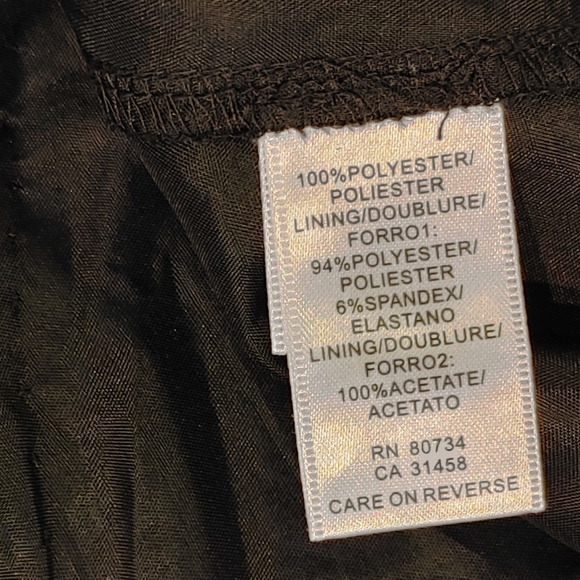 100%POLYESTER/
POLIESTER
LINING/DOUBLURE/
FORRO1:
94%POLYESTER/
POLIESTER
6%SPANDEX/
ELASTANO
LINING/DOUBLURE/
FORRO2:
100%ACETATE/
ACETATO
RN 80734
CA 31458
CARE ON REVERSE